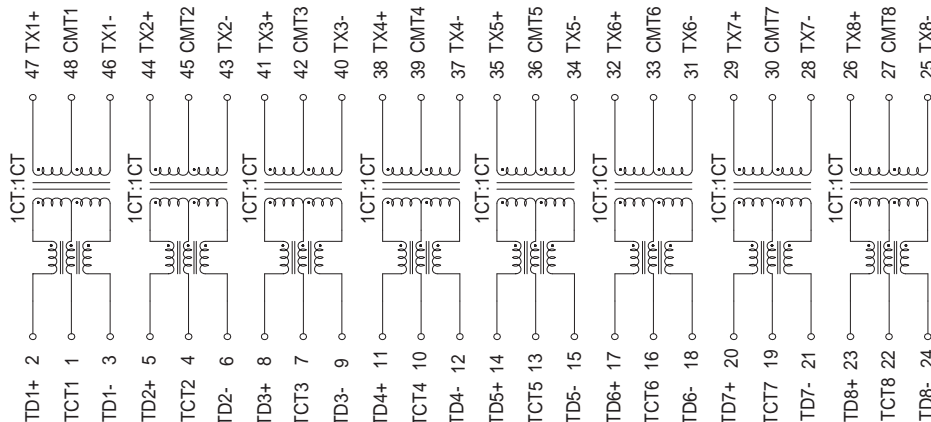 47 TX1+
48 CMT1
46 TX1-
44 TX2+
45 CMT2
43 TX2-
41 TX3+
42 CMT3
40 TX3-
38 TX4+
39 CMT4
37 TX4-
35 TX5+
36 CMT5
34 TX5-
32 TX6+
33 CMT6
31 TX6-
29 TX7+
30 CMT7
28 TX7-
26 TX8+
27 CMT8
25 TX8-
1CT:1CT
1CT:1CT
1CT:1CT
1CT:1CT
1CT:1CT
1CT:1CT
1CT:1CT
1CT:1CT
TD1+ 2
TCT1 1
TD1- 3
TD2+ 5
TCT2 4
TD2- 6
TD3+ 8
TCT3 7
TD3- 9
TD4+ 11
TCT4 10
TD4- 12
TD5+ 14
TCT5 13
TD5- 15
TD6+ 17
TCT6 16
TD6- 18
TD7+ 20
TCT7 19
TD7- 21
TD8+ 23
TCT8 22
TD8- 24